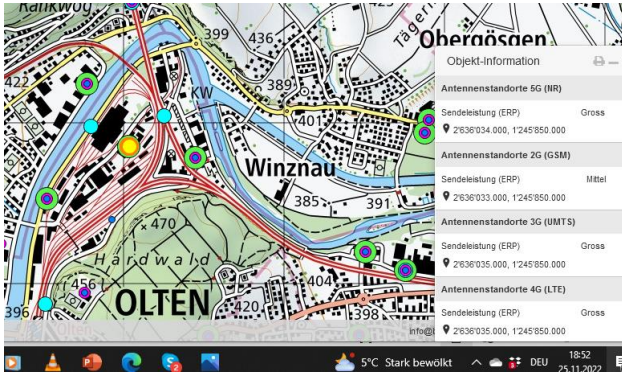 Rankwog
399
436
Tägern
Obergösgen
422
389
KW
401
Winznau
385
391
470
Hardwald
456
OLTEN
Olten
420
404
398
396
info@
Objekt-Information
Antennenstandorte 5G (NR)
Sendeleistung (ERP) Gross
2'636'034.000, 1'245'850.000
Antennenstandorte 2G (GSM)
Sendeleistung (ERP) Mittel
2'636'033.000, 1'245'850.000
Antennenstandorte 3G (UMTS)
Sendeleistung (ERP) Gross
2'636'035.000, 1'245'850.000
Antennenstandorte 4G (LTE)
Sendeleistung (ERP) Gross
2'636'035.000, 1'245'850.000
5°C Stark bewölkt DEU 18:52
25.11.2022